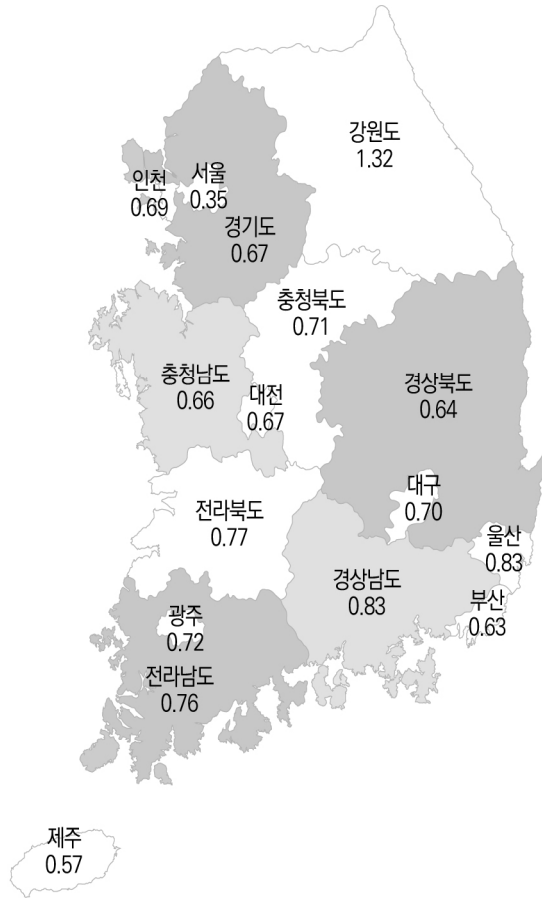 강원도
1.32
서울
0.35
인천
0.69
경기도
0.67
충청북도
0.71
충청남도
0.66
대전
0.67
경상북도
0.64
대구
0.70
전라북도
0.77
울산
0.83
경상남도
0.83
부산
0.63
광주
0.72
전라남도
0.76
제주
0.57